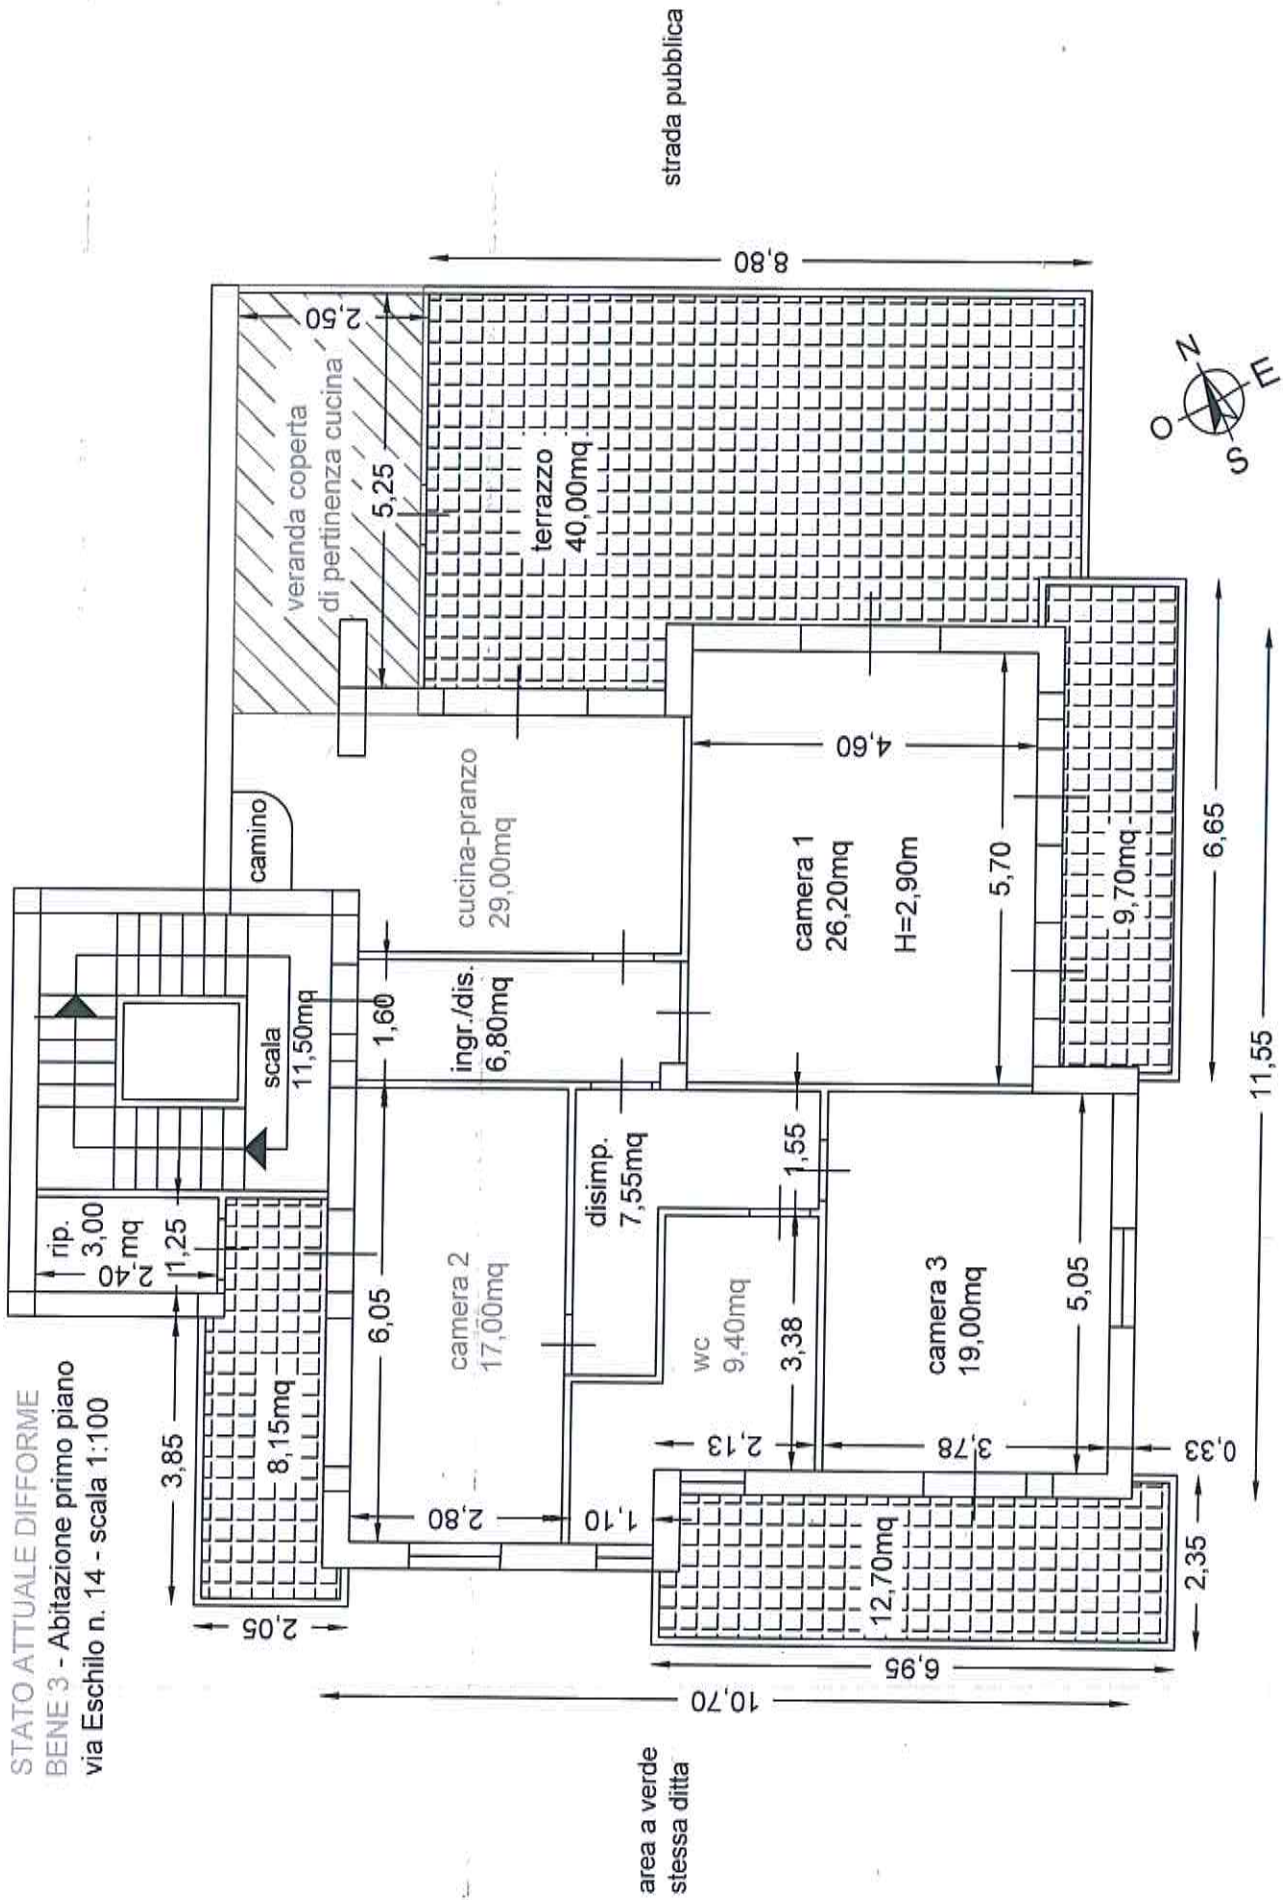 STATO ATTUALE DIFFORME
BENE 3 - Abitazione primo piano
via Eschilo n. 14 - scala 1:100
3,85
2,05
8,15mq
rip.
3,00
mq
2,40
1,25
scala
11,50mq
camino
veranda coperta
di pertinenza cucina
2,50
5,25
6,05
1,60
camera 2
17,00mq
2,80
ingr./dis.
6,80mq
cucina-pranzo
29,00mq
terrazzo
40,00mq
8,80
strada pubblica
area a verde
stessa ditta
10,70
6,95
1,10
disimp.
7,55mq
wc
9,40mq
2,13
3,38
1,55
camera 1
26,20mq
H=2,90m
4,60
5,70
12,70mq
3,78
camera 3
19,00mq
5,05
9,70mq
0,33
2,35
6,65
11,55
N
E
S
O